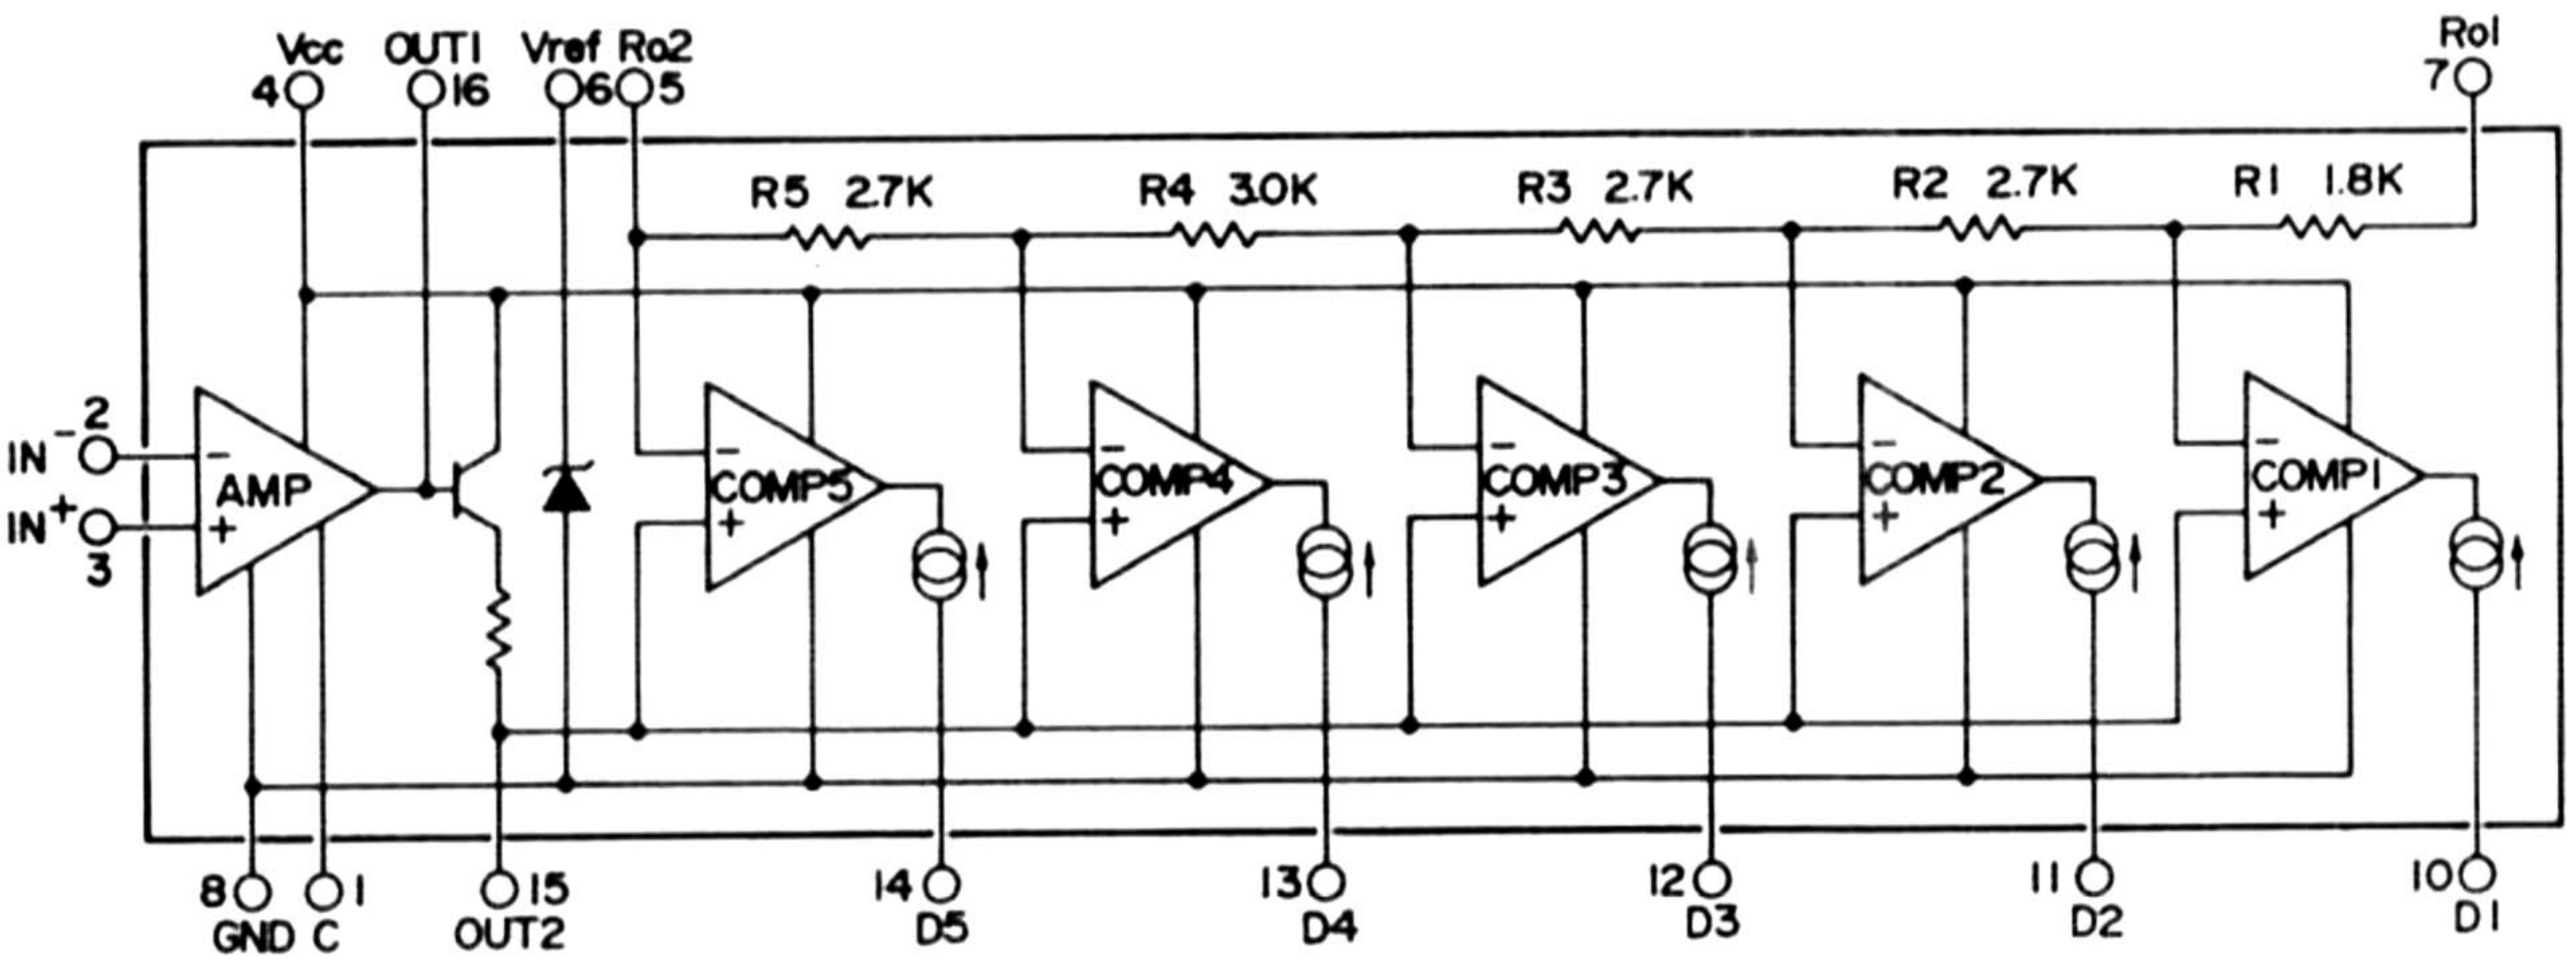 Vcc OUT1 Vref Ro2 Ro1
4 16 6 5 7
R5 2.7K R4 3.0K R3 2.7K R2 2.7K R1 1.8K
2
IN -
- AMP +
IN +
3
- COMP5 +
- COMP4 +
- COMP3 +
- COMP2 +
- COMP1 +
8 1 15 14 13 12 11 10
GND C OUT2 D5 D4 D3 D2 D1